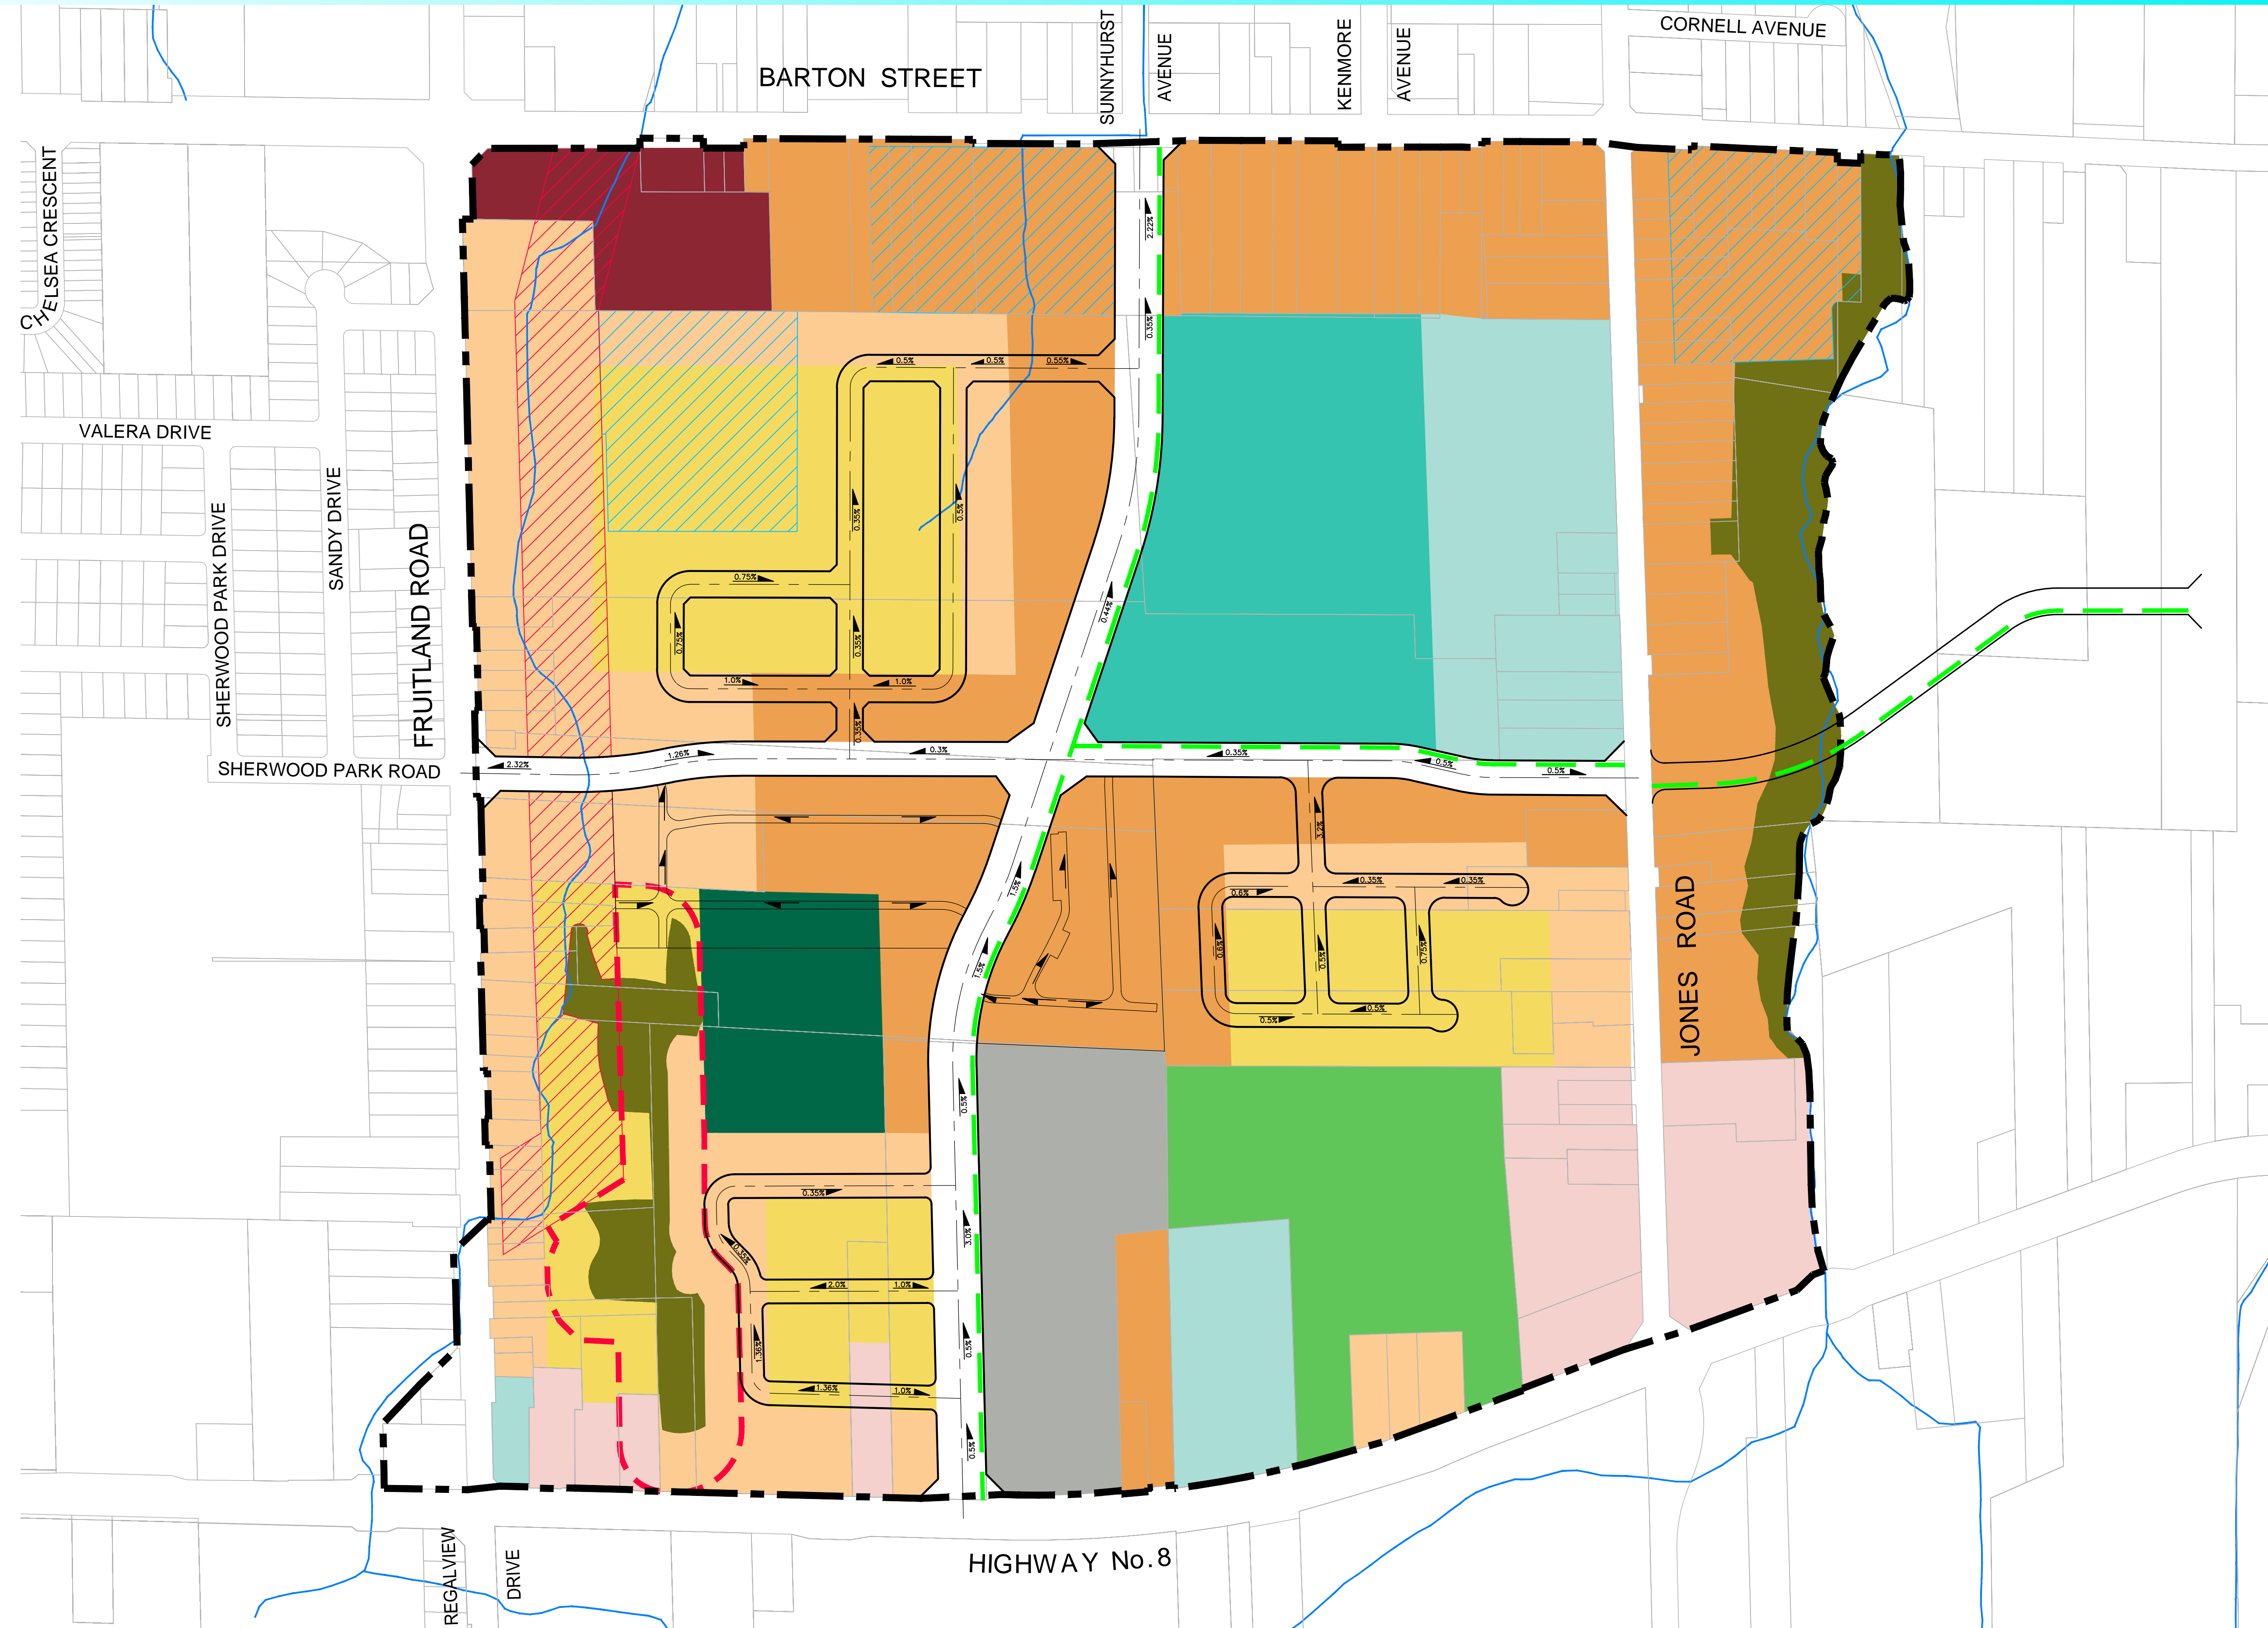 CORNELL AVENUE
BARTON STREET
SUNNYHURST
AVENUE
KENMORE
AVENUE
CHELSEA CRESCENT
2.22%
0.35%
0.5%
0.5%
0.55%
VALERA DRIVE
SHERWOOD PARK DRIVE
SANDY DRIVE
FRUITLAND ROAD
0.35%
0.5%
0.75%
0.44%
0.75%
0.35%
1.0%
1.0%
0.35%
SHERWOOD PARK ROAD
2.32%
1.26%
0.3%
0.35%
0.5%
0.5%
3.2%
1.5%
0.6%
0.35%
0.35%
0.6%
0.5%
0.75%
1.5%
0.5%
0.5%
JONES ROAD
0.5%
0.35%
3.0%
0.35%
2.0%
1.0%
1.36%
0.5%
1.36%
1.0%
0.5%
HIGHWAY No. 8
REGALVIEW
DRIVE